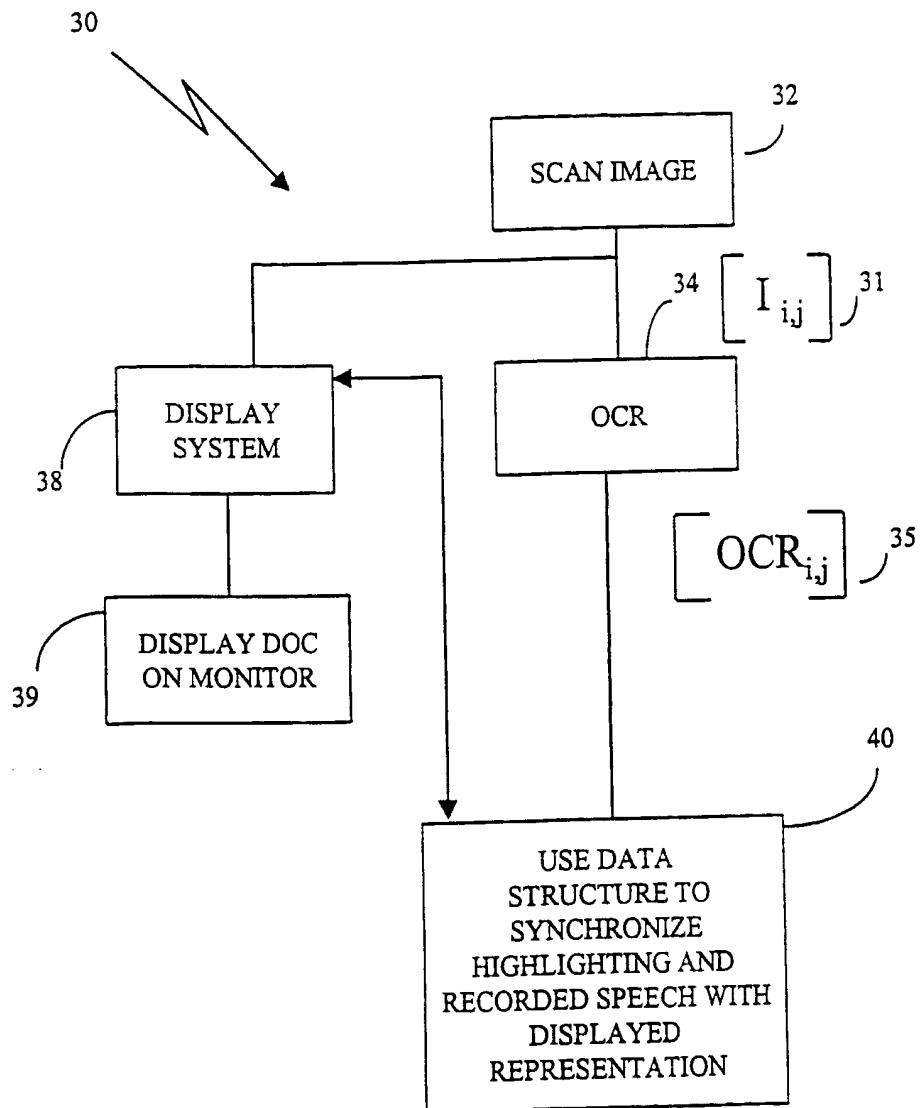 30
32
SCAN IMAGE
34
[ I i,j ]
31
DISPLAY
SYSTEM
38
OCR
[ OCR i,j ]
35
DISPLAY DOC
ON MONITOR
39
40
USE DATA
STRUCTURE TO
SYNCHRONIZE
HIGHLIGHTING AND
RECORDED SPEECH WITH
DISPLAYED
REPRESENTATION